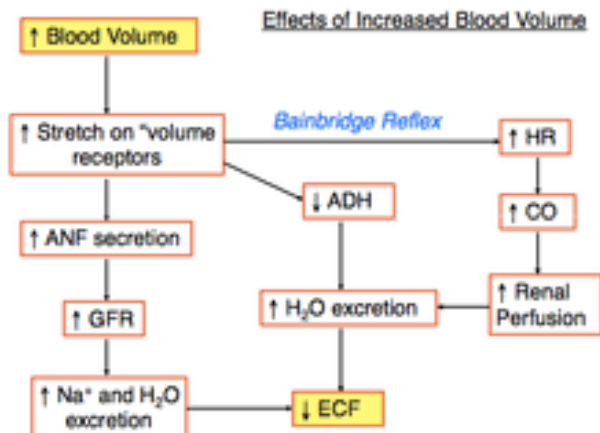 Effects of Increased Blood Volume
↑ Blood Volume
↑ Stretch on "volume
receptors
Bainbridge Reflex
↑ HR
↓ ADH
↑ CO
↑ ANF secretion
↑ GFR
↑ H₂O excretion
↑ Renal
Perfusion
↑ Na⁺ and H₂O
excretion
↓ ECF